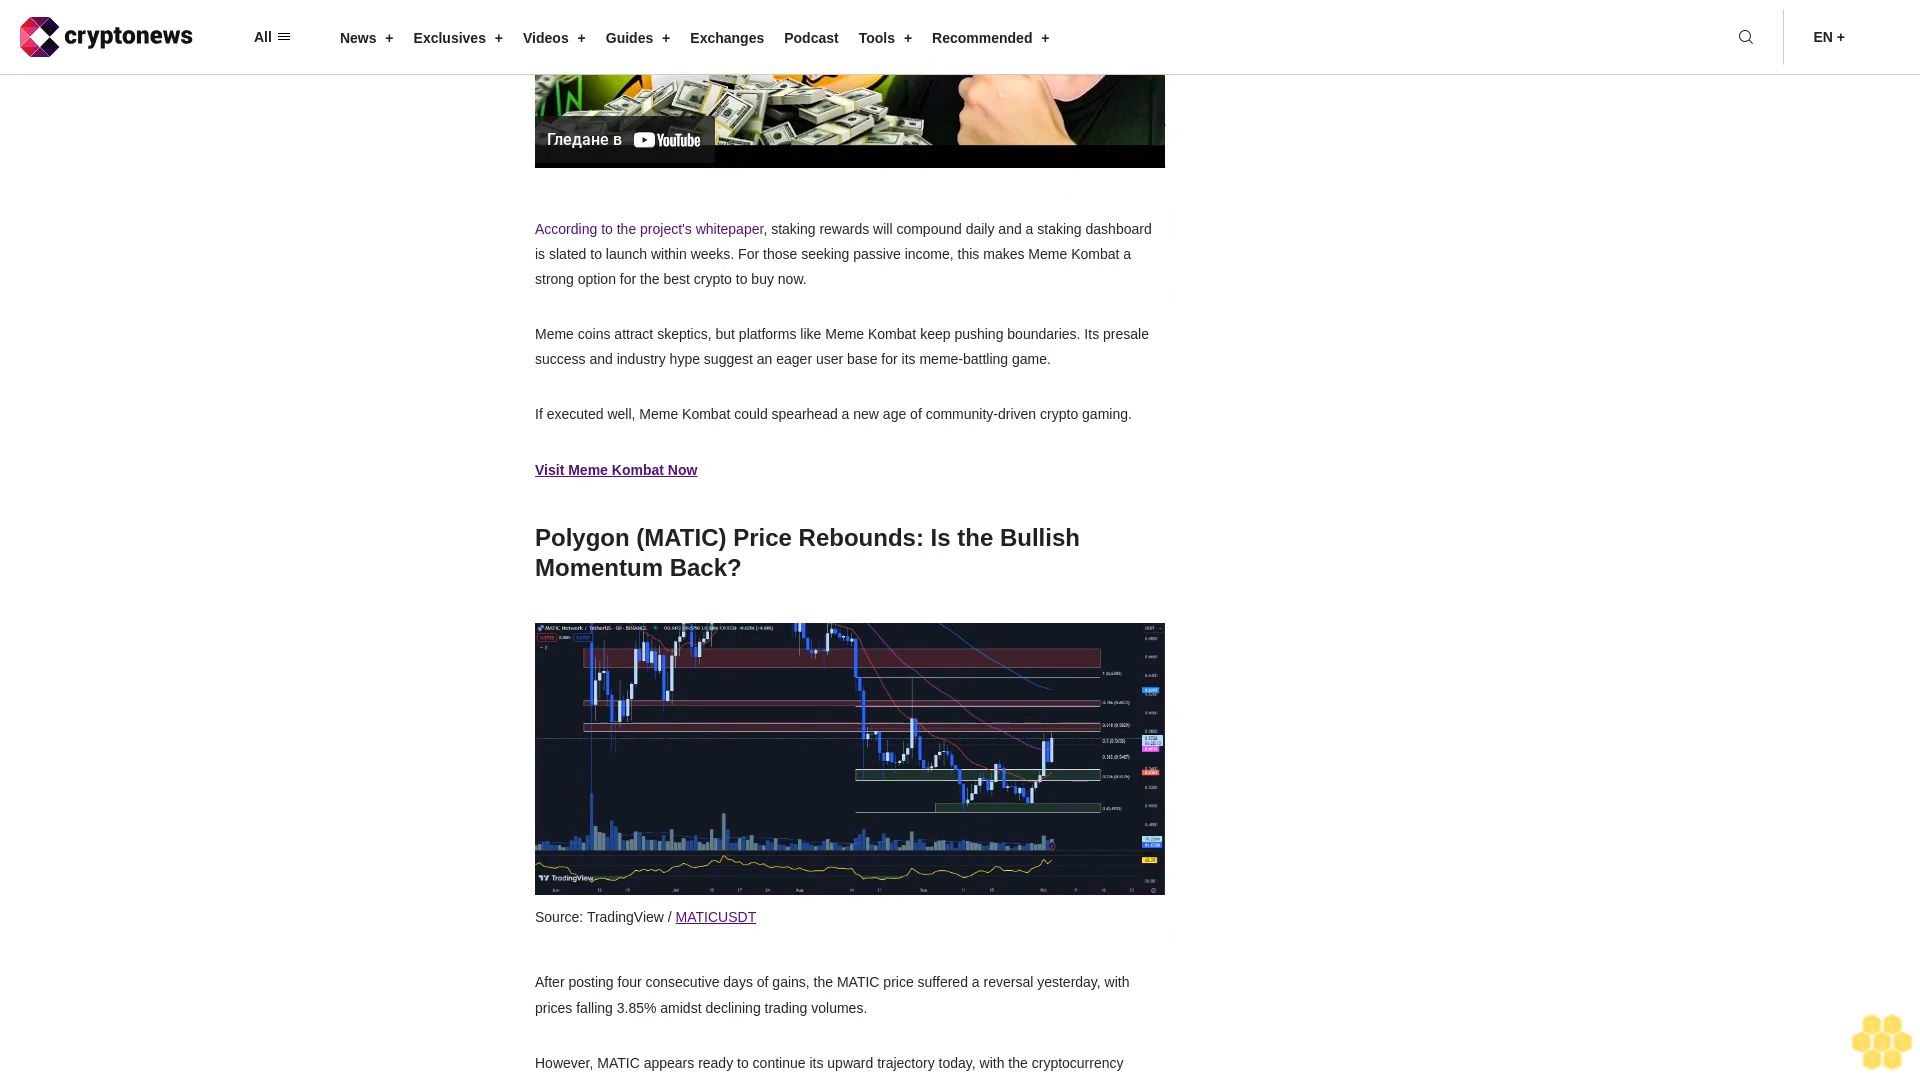 cryptonews
All
News +
Exclusives +
Videos +
Guides +
Exchanges
Podcast
Tools +
Recommended +
EN +
Гледане в YouTube
According to the project's whitepaper, staking rewards will compound daily and a staking dashboard
is slated to launch within weeks. For those seeking passive income, this makes Meme Kombat a
strong option for the best crypto to buy now.
Meme coins attract skeptics, but platforms like Meme Kombat keep pushing boundaries. Its presale
success and industry hype suggest an eager user base for its meme-battling game.
If executed well, Meme Kombat could spearhead a new age of community-driven crypto gaming.
Visit Meme Kombat Now
Polygon (MATIC) Price Rebounds: Is the Bullish
Momentum Back?
TradingView
Source: TradingView / MATICUSDT
After posting four consecutive days of gains, the MATIC price suffered a reversal yesterday, with
prices falling 3.85% amidst declining trading volumes.
However, MATIC appears ready to continue its upward trajectory today, with the cryptocurrency